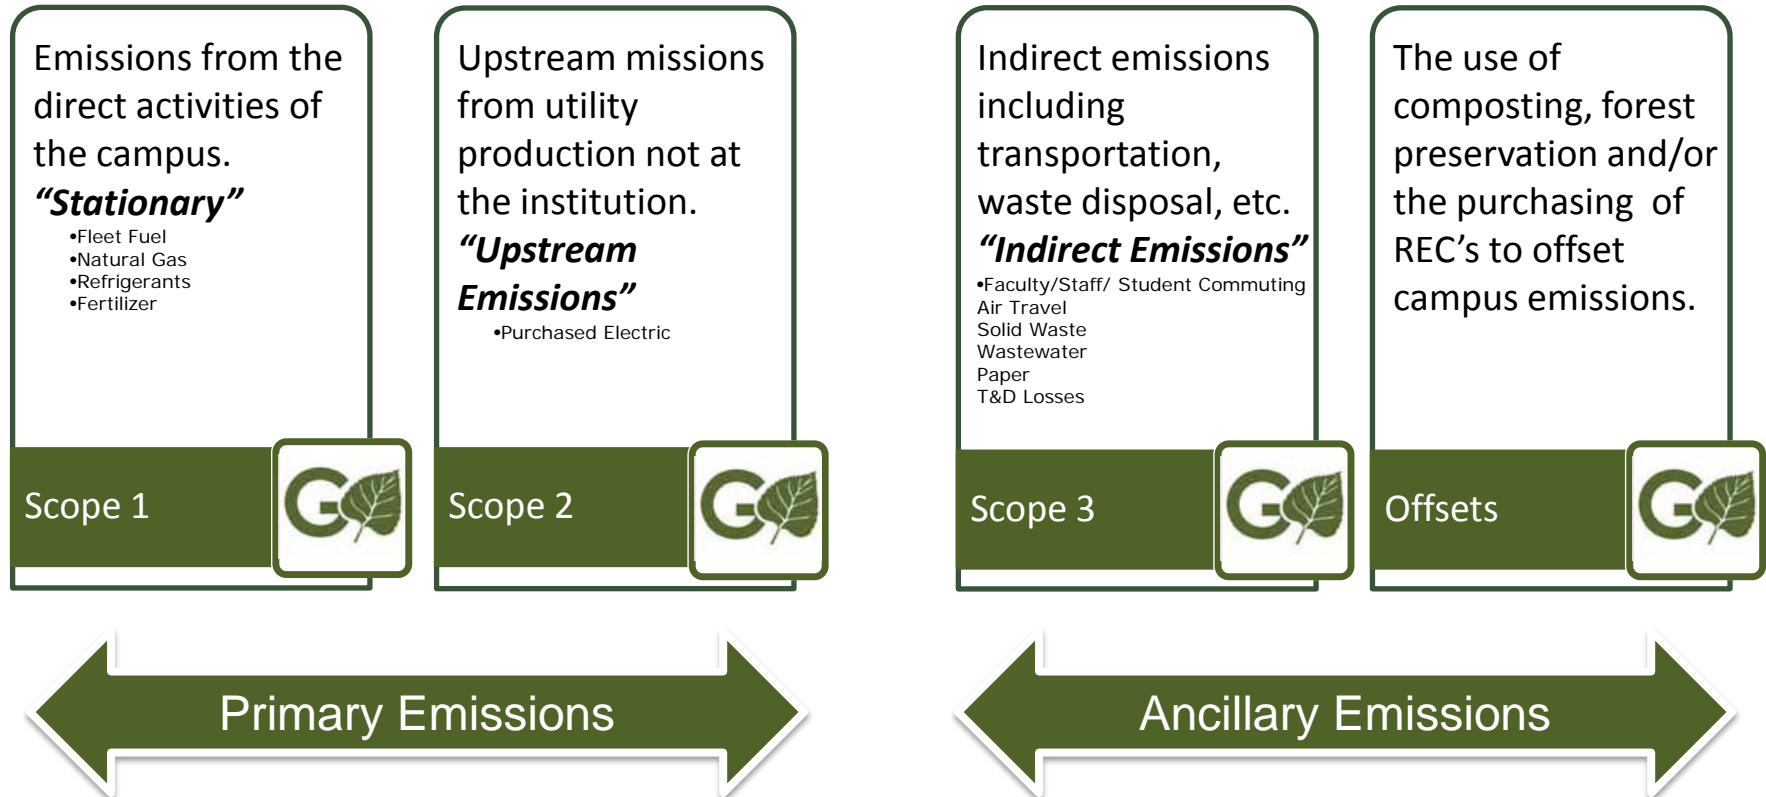 Emissions from the
direct activities of
the campus.
“Stationary”
•Fleet Fuel
•Natural Gas
•Refrigerants
•Fertilizer
Scope 1
Upstream missions
from utility
production not at
the institution.
“Upstream
Emissions”
•Purchased Electric
Scope 2
Indirect emissions
including
transportation,
waste disposal, etc.
“Indirect Emissions”
•Faculty/Staff/ Student Commuting
Air Travel
Solid Waste
Wastewater
Paper
T&D Losses
Scope 3
The use of
composting, forest
preservation and/or
the purchasing  of
REC’s to offset
campus emissions.
Offsets
G
G
G
G
Primary Emissions
Ancillary Emissions